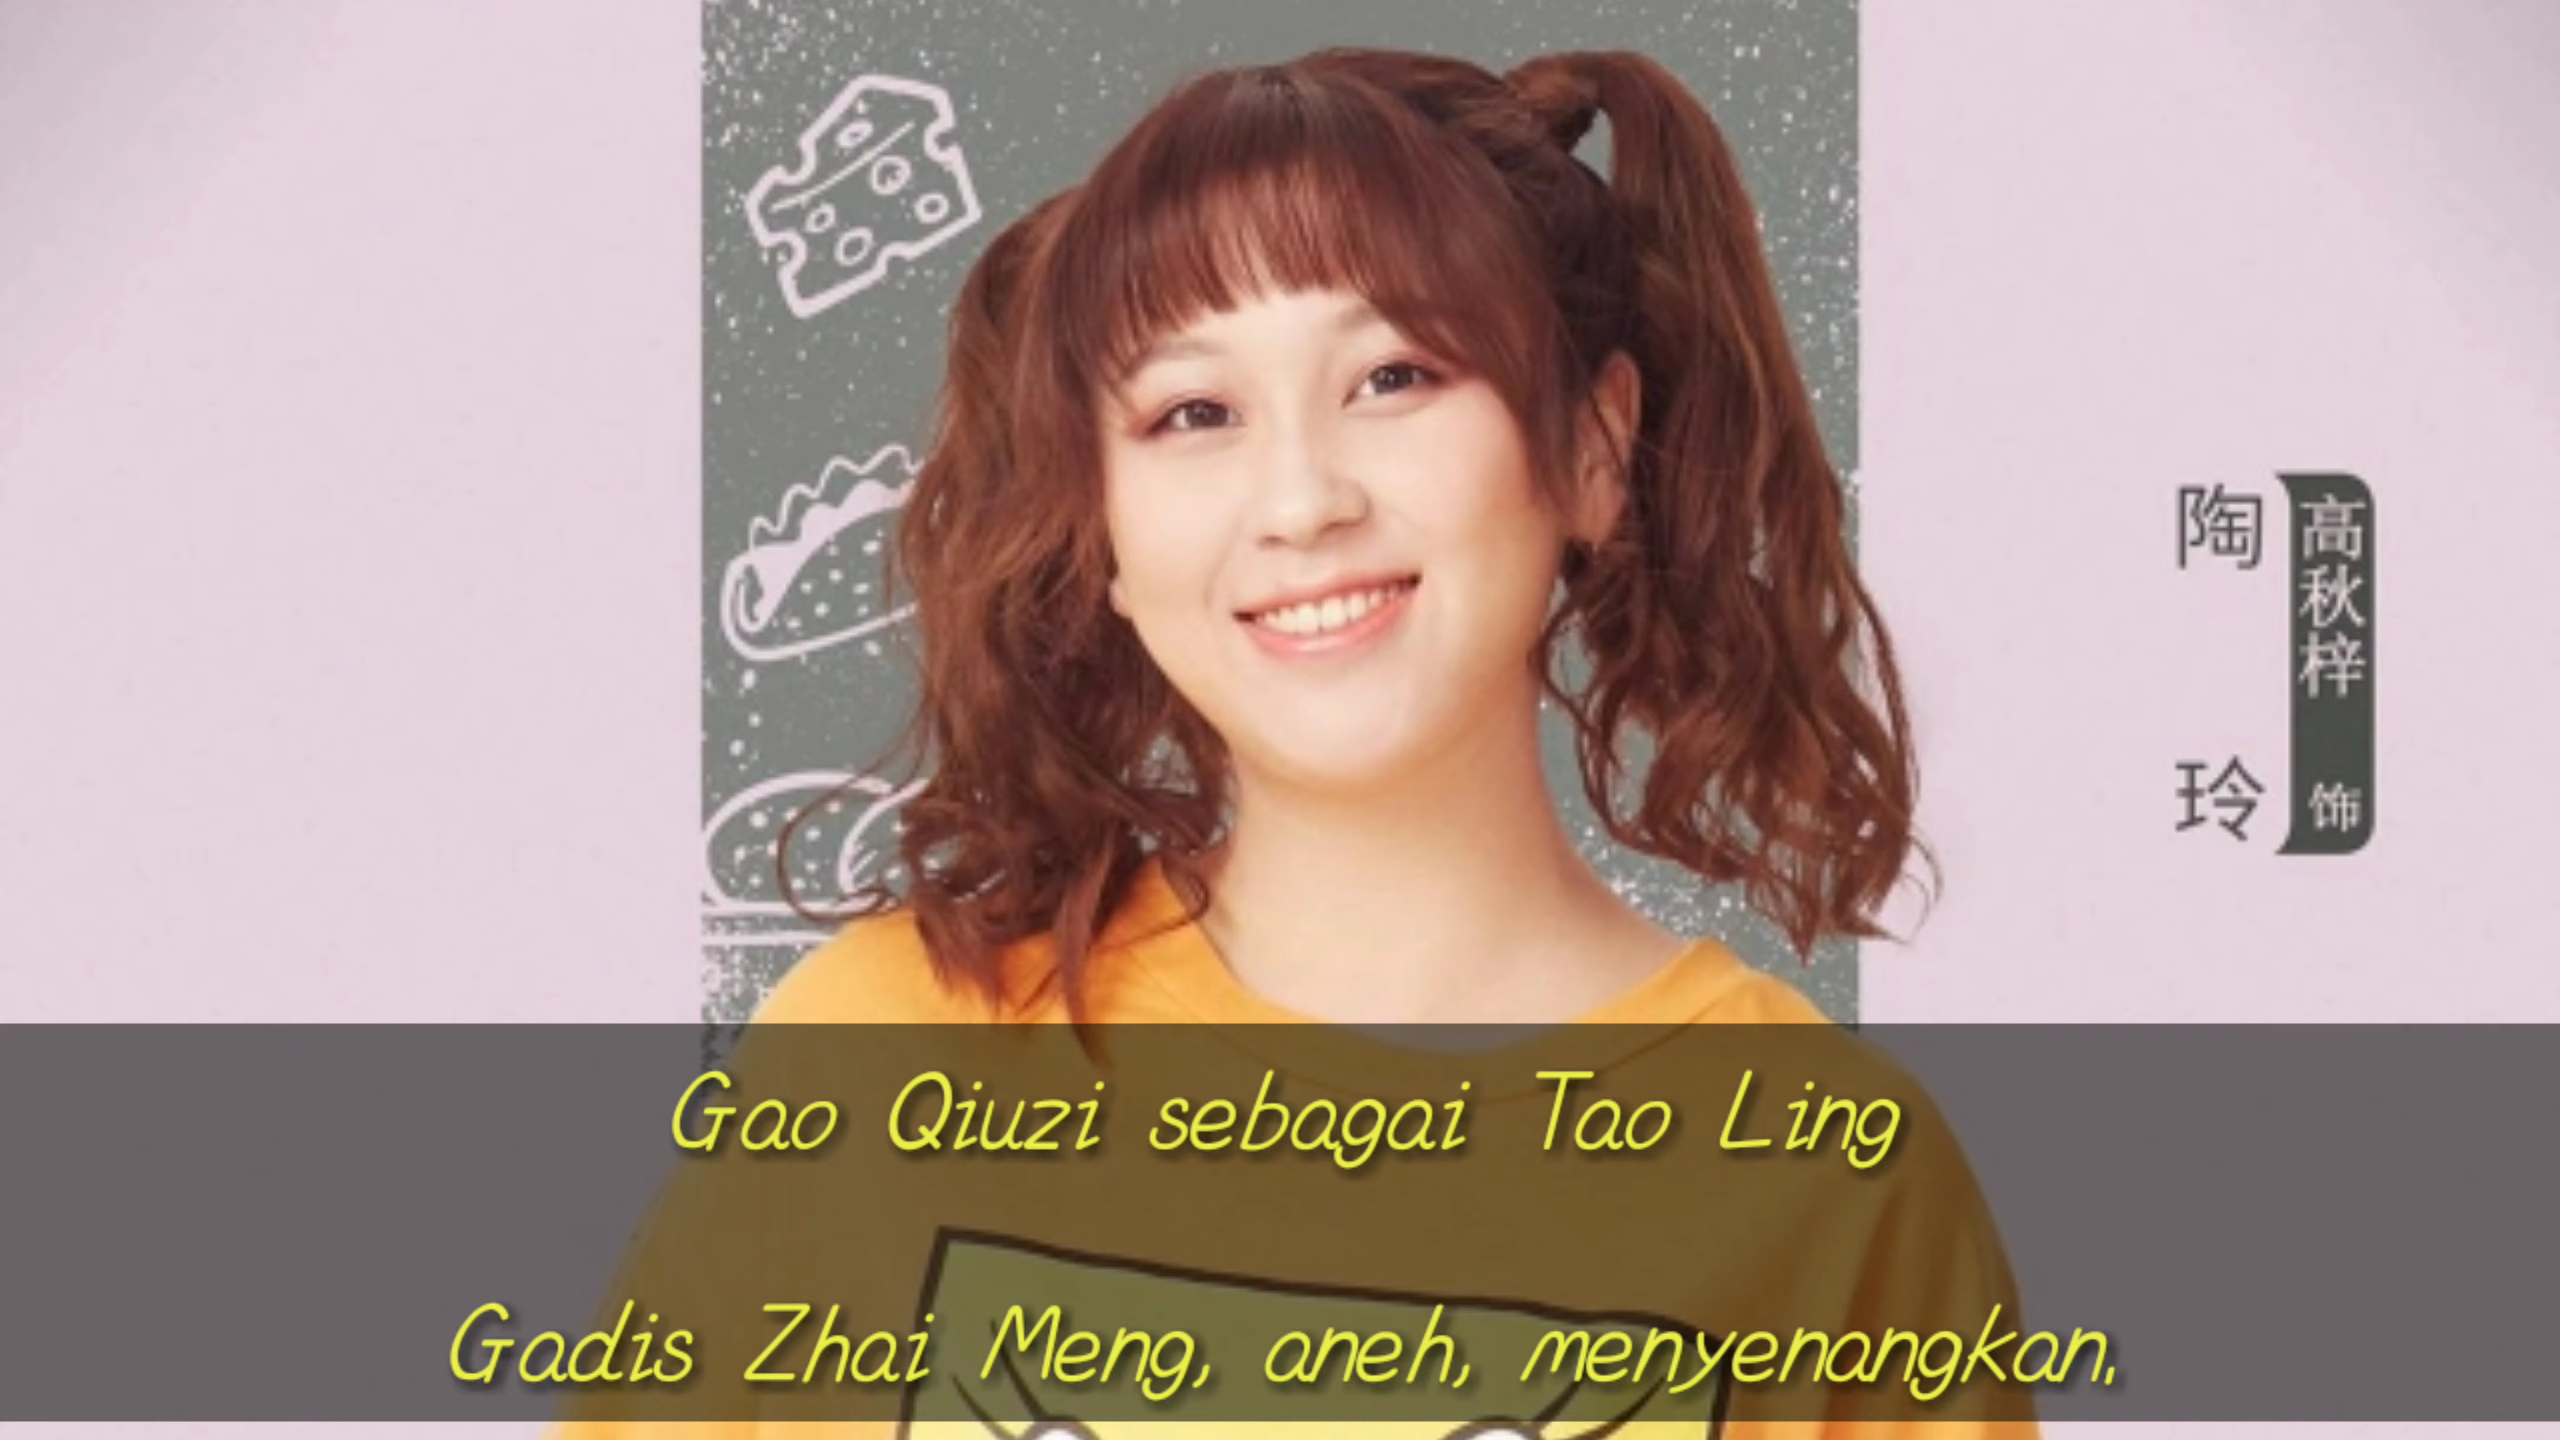 陶玲
高秋梓 饰
Gao Qiuzi sebagai Tao Ling
Gadis Zhai Meng, aneh, menyenangkan.